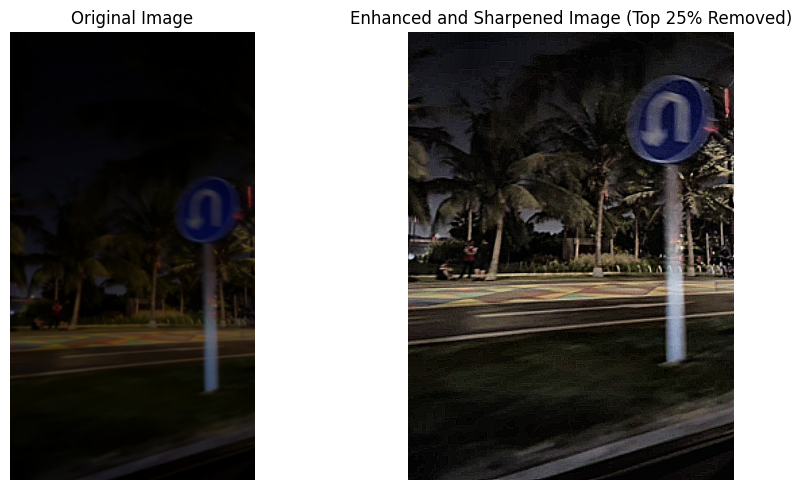 Original Image
Enhanced and Sharpened Image (Top 25% Removed)